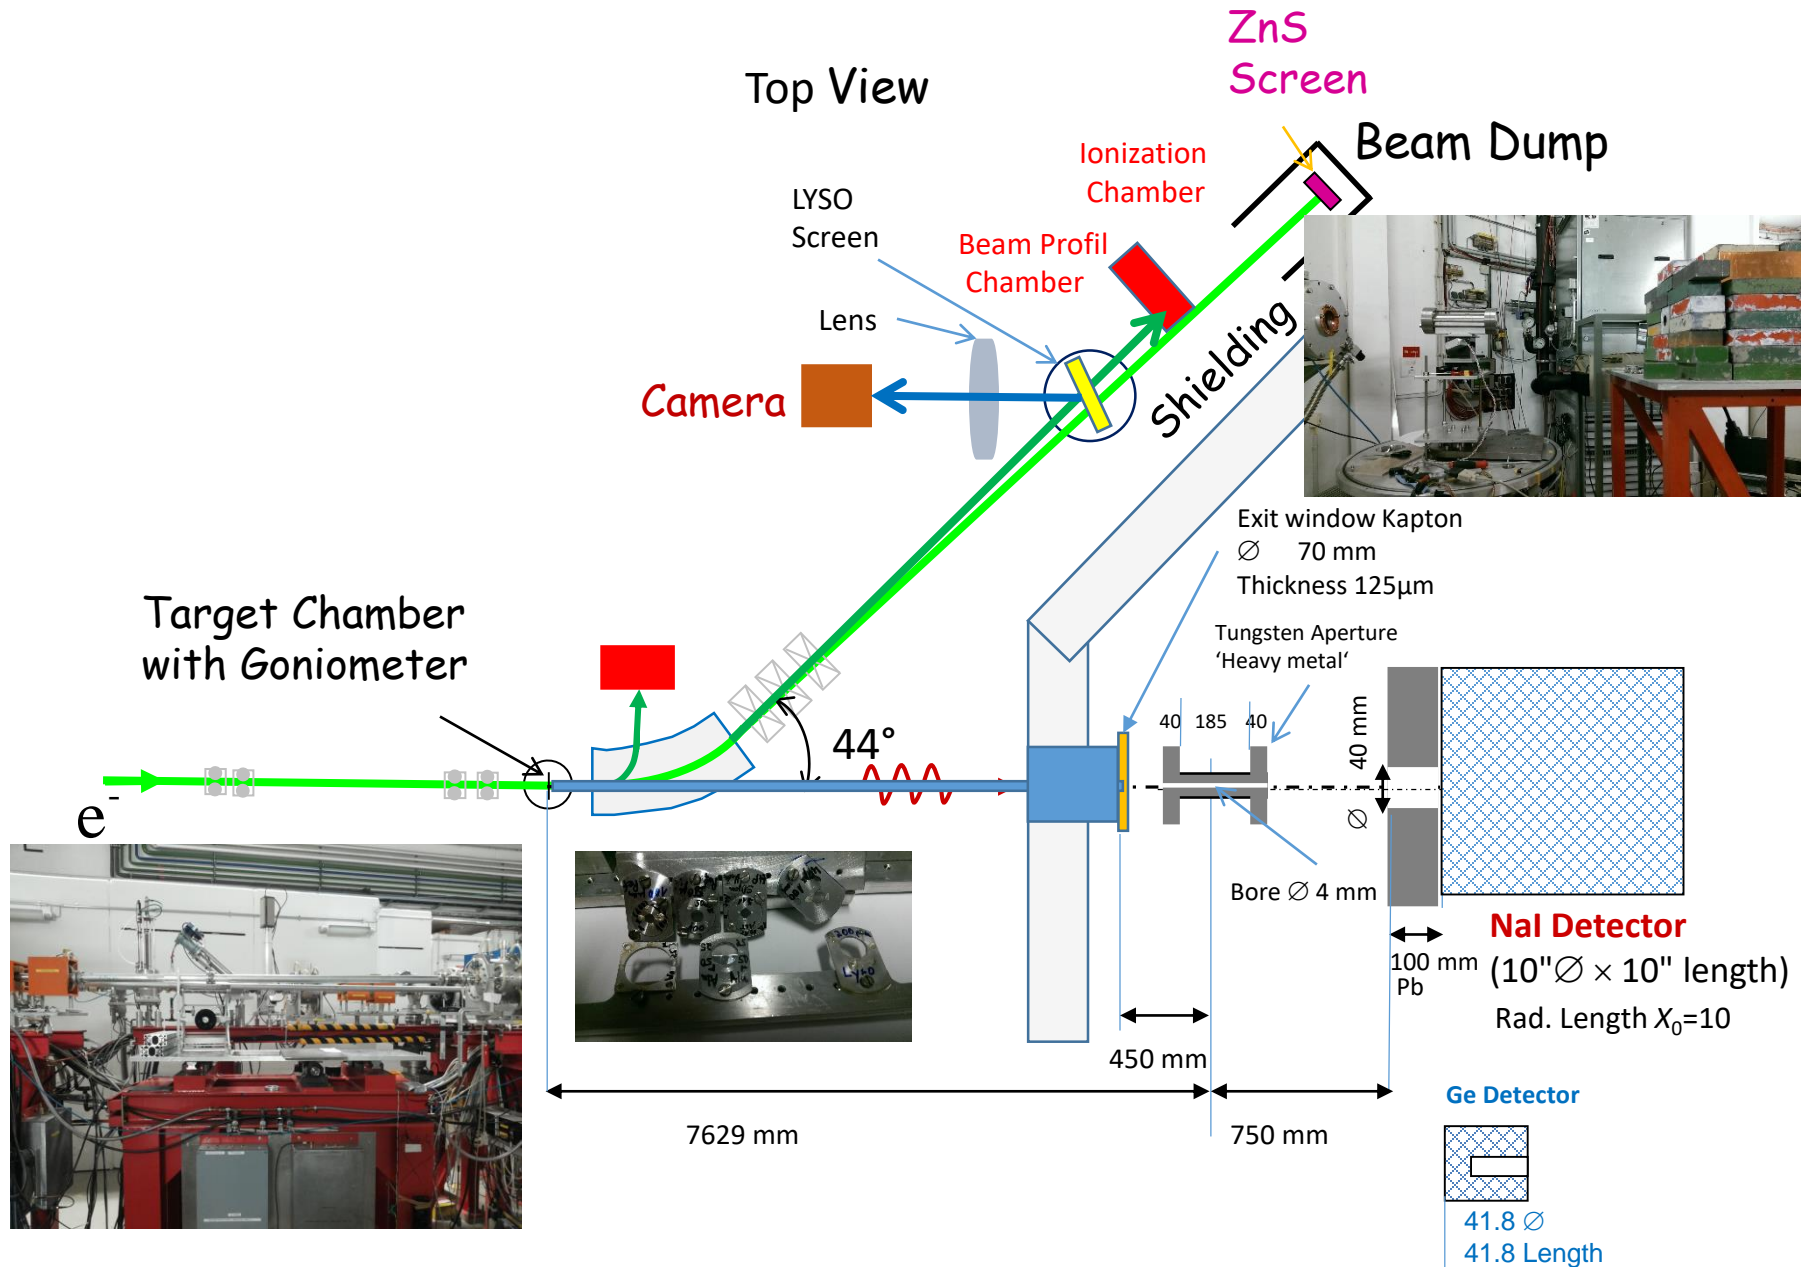 ZnS
Screen
Top View
Beam Dump
Ionization
Chamber
LYSO
Screen
Beam Profil
Chamber
Lens
Camera
Shielding
Exit window Kapton
∅ 70 mm
Thickness 125µm
Target Chamber
with Goniometer
Tungsten Aperture
‘Heavy metal‘
40 185 40
40 mm
∅
44°
e-
Bore ∅ 4 mm
NaI Detector
(10"∅ × 10" length)
Rad. Length X0=10
100 mm
Pb
450 mm
7629 mm
750 mm
Ge Detector
41.8 ∅
41.8 Length